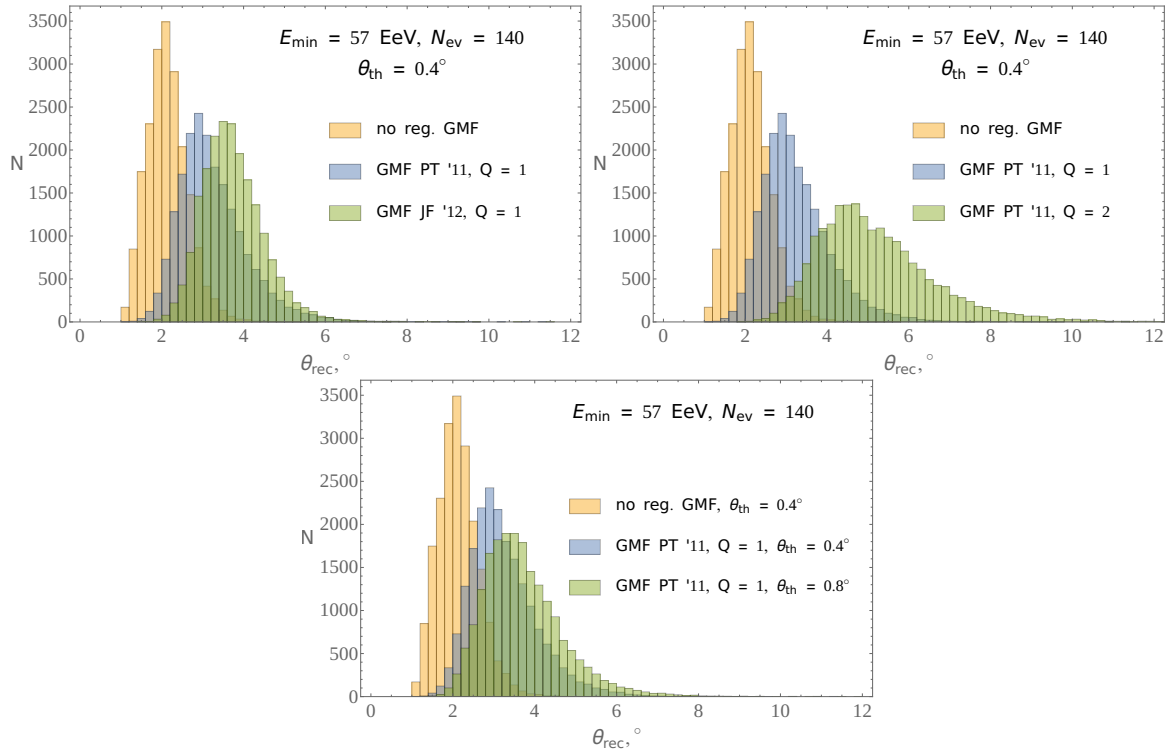 E_min = 57 EeV, N_ev = 140
θ_th = 0.4°
no reg. GMF
GMF PT '11, Q = 1
GMF JF '12, Q = 1
N
3500
3000
2500
2000
1500
1000
500
0
0 2 4 6 8 10 12
θ_rec,°
E_min = 57 EeV, N_ev = 140
θ_th = 0.4°
no reg. GMF
GMF PT '11, Q = 1
GMF PT '11, Q = 2
N
3500
3000
2500
2000
1500
1000
500
0
0 2 4 6 8 10 12
θ_rec,°
E_min = 57 EeV, N_ev = 140
no reg. GMF, θ_th = 0.4°
GMF PT '11, Q = 1, θ_th = 0.4°
GMF PT '11, Q = 1, θ_th = 0.8°
N
3500
3000
2500
2000
1500
1000
500
0
0 2 4 6 8 10 12
θ_rec,°